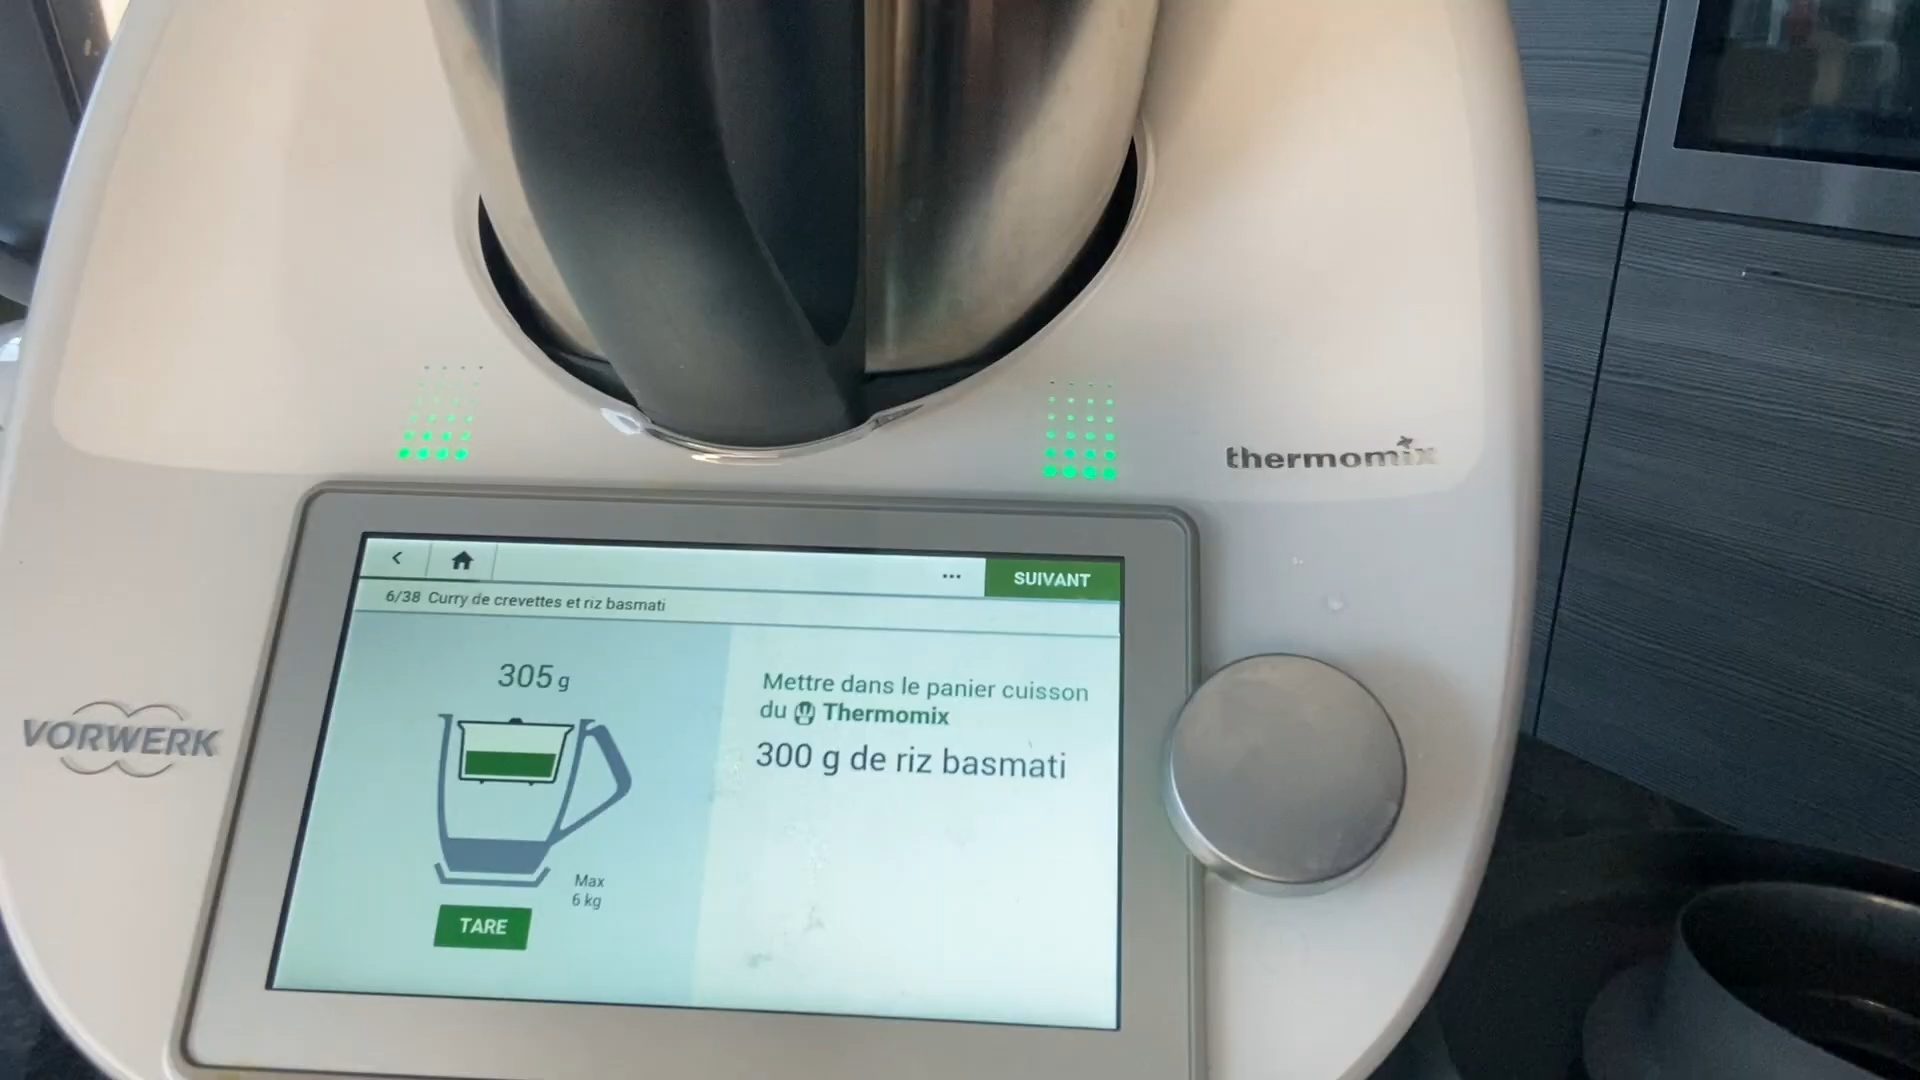 thermomix
SUIVANT
6/38 Curry de crevettes et riz basmati
305 g
Mettre dans le panier cuisson
du Thermomix
300 g de riz basmati
Max
6 kg
TARE
VORWERK